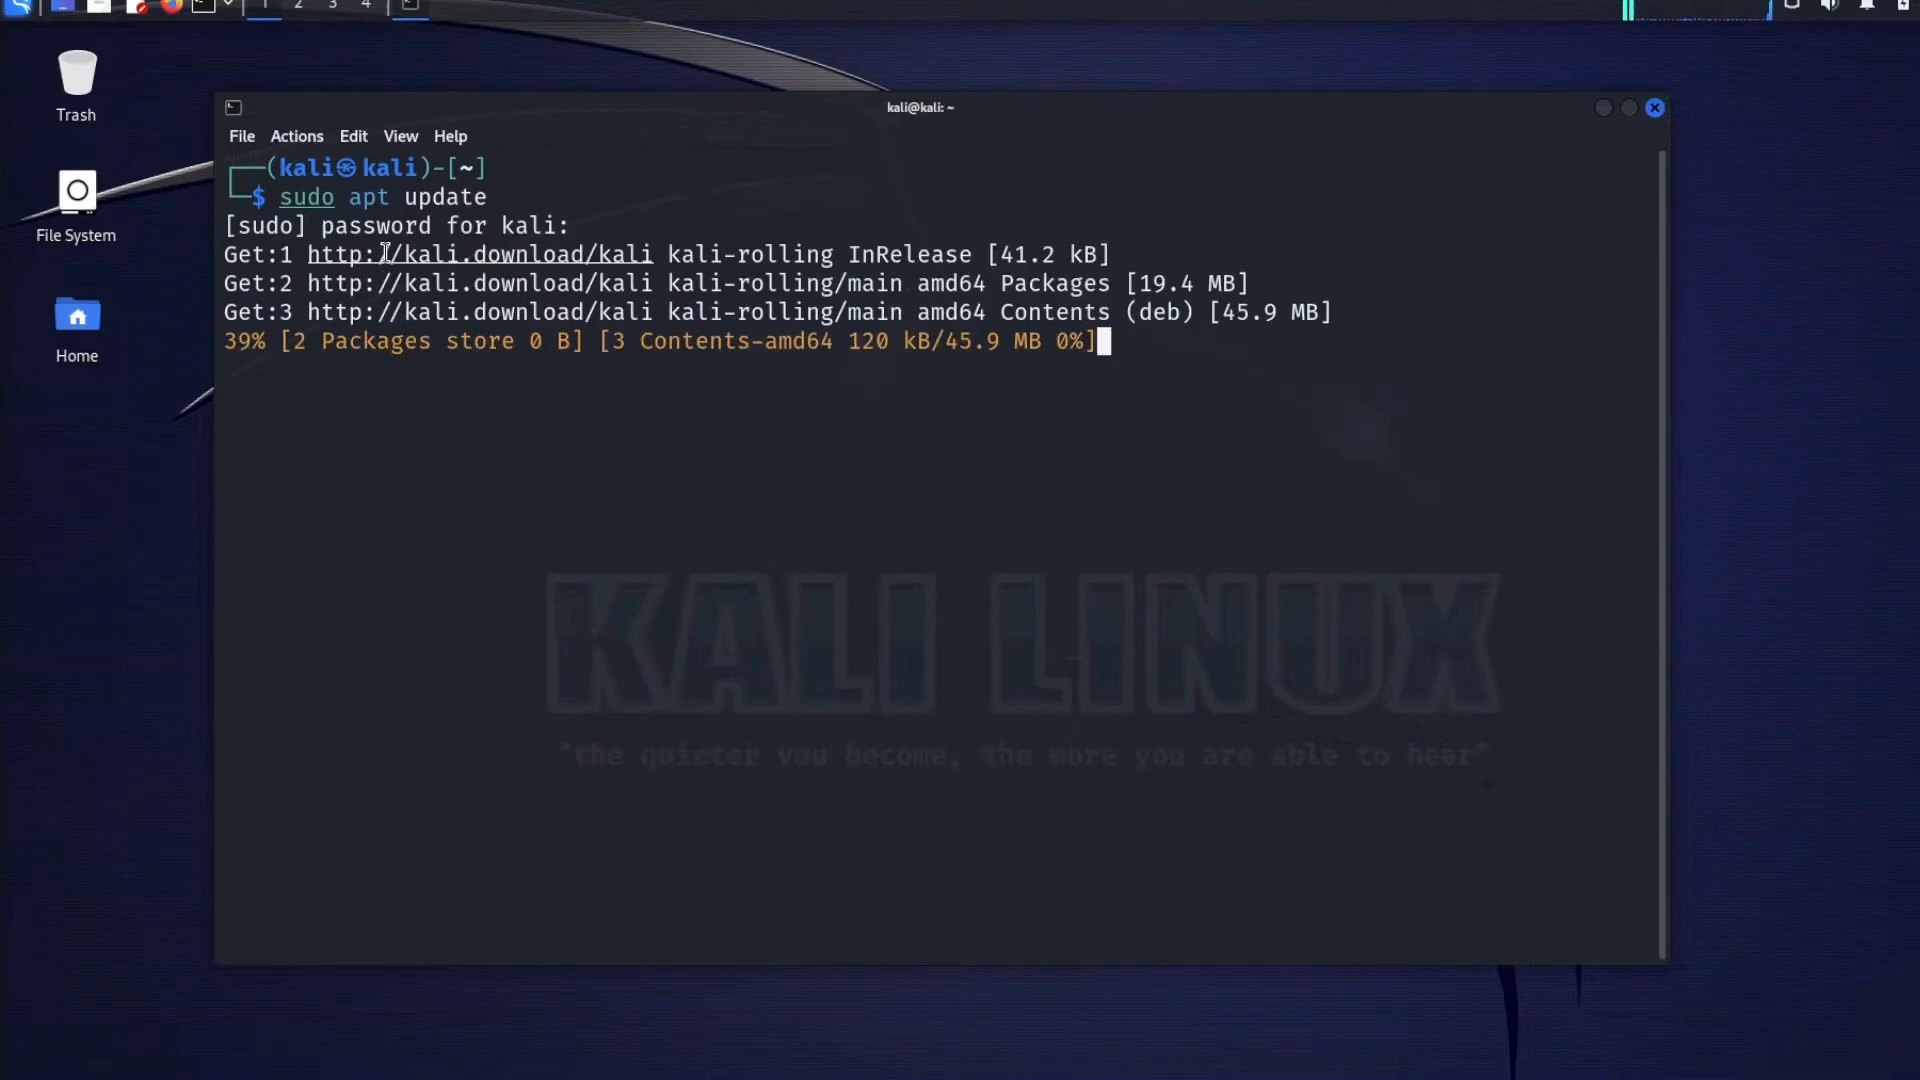 1 2 3 4
Trash
File System
Home
kali@kali: ~
File Actions Edit View Help
┌──(kali㉿kali)-[~]
└─$ sudo apt update
[sudo] password for kali:
Get:1 http://kali.download/kali kali-rolling InRelease [41.2 kB]
Get:2 http://kali.download/kali kali-rolling/main amd64 Packages [19.4 MB]
Get:3 http://kali.download/kali kali-rolling/main amd64 Contents (deb) [45.9 MB]
39% [2 Packages store 0 B] [3 Contents-amd64 120 kB/45.9 MB 0%]
KALI LINUX
"the quieter you become, the more you are able to hear"